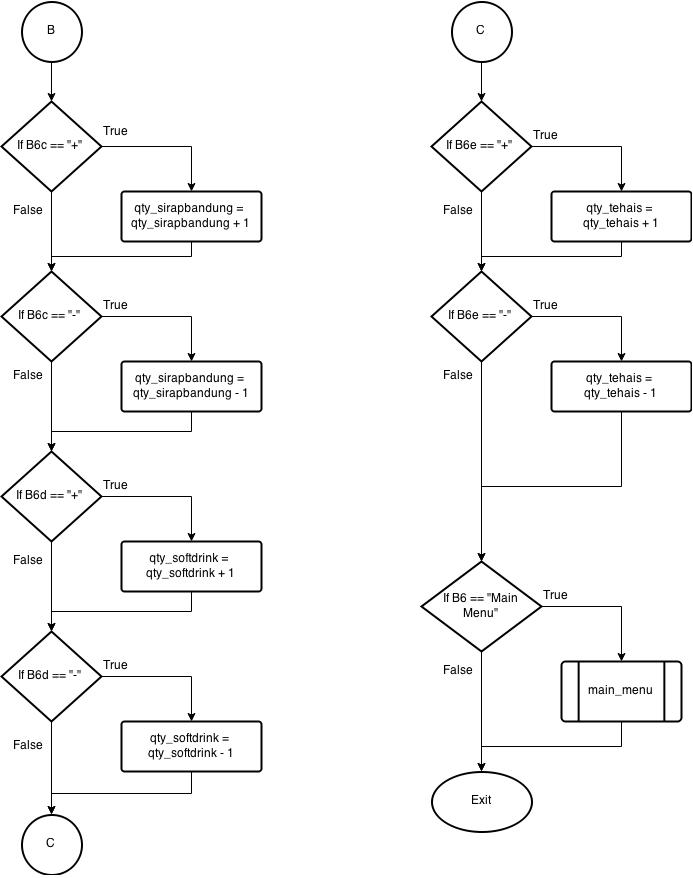 B
If B6c == "+"
True
False
qty_sirapbandung =
qty_sirapbandung + 1
If B6c == "-"
True
False
qty_sirapbandung =
qty_sirapbandung - 1
If B6d == "+"
True
False
qty_softdrink =
qty_softdrink + 1
If B6d == "-"
True
False
qty_softdrink =
qty_softdrink - 1
C
C
If B6e == "+"
True
False
qty_tehais =
qty_tehais + 1
If B6e == "-"
True
False
qty_tehais =
qty_tehais - 1
If B6 == "Main
Menu"
True
False
main_menu
Exit